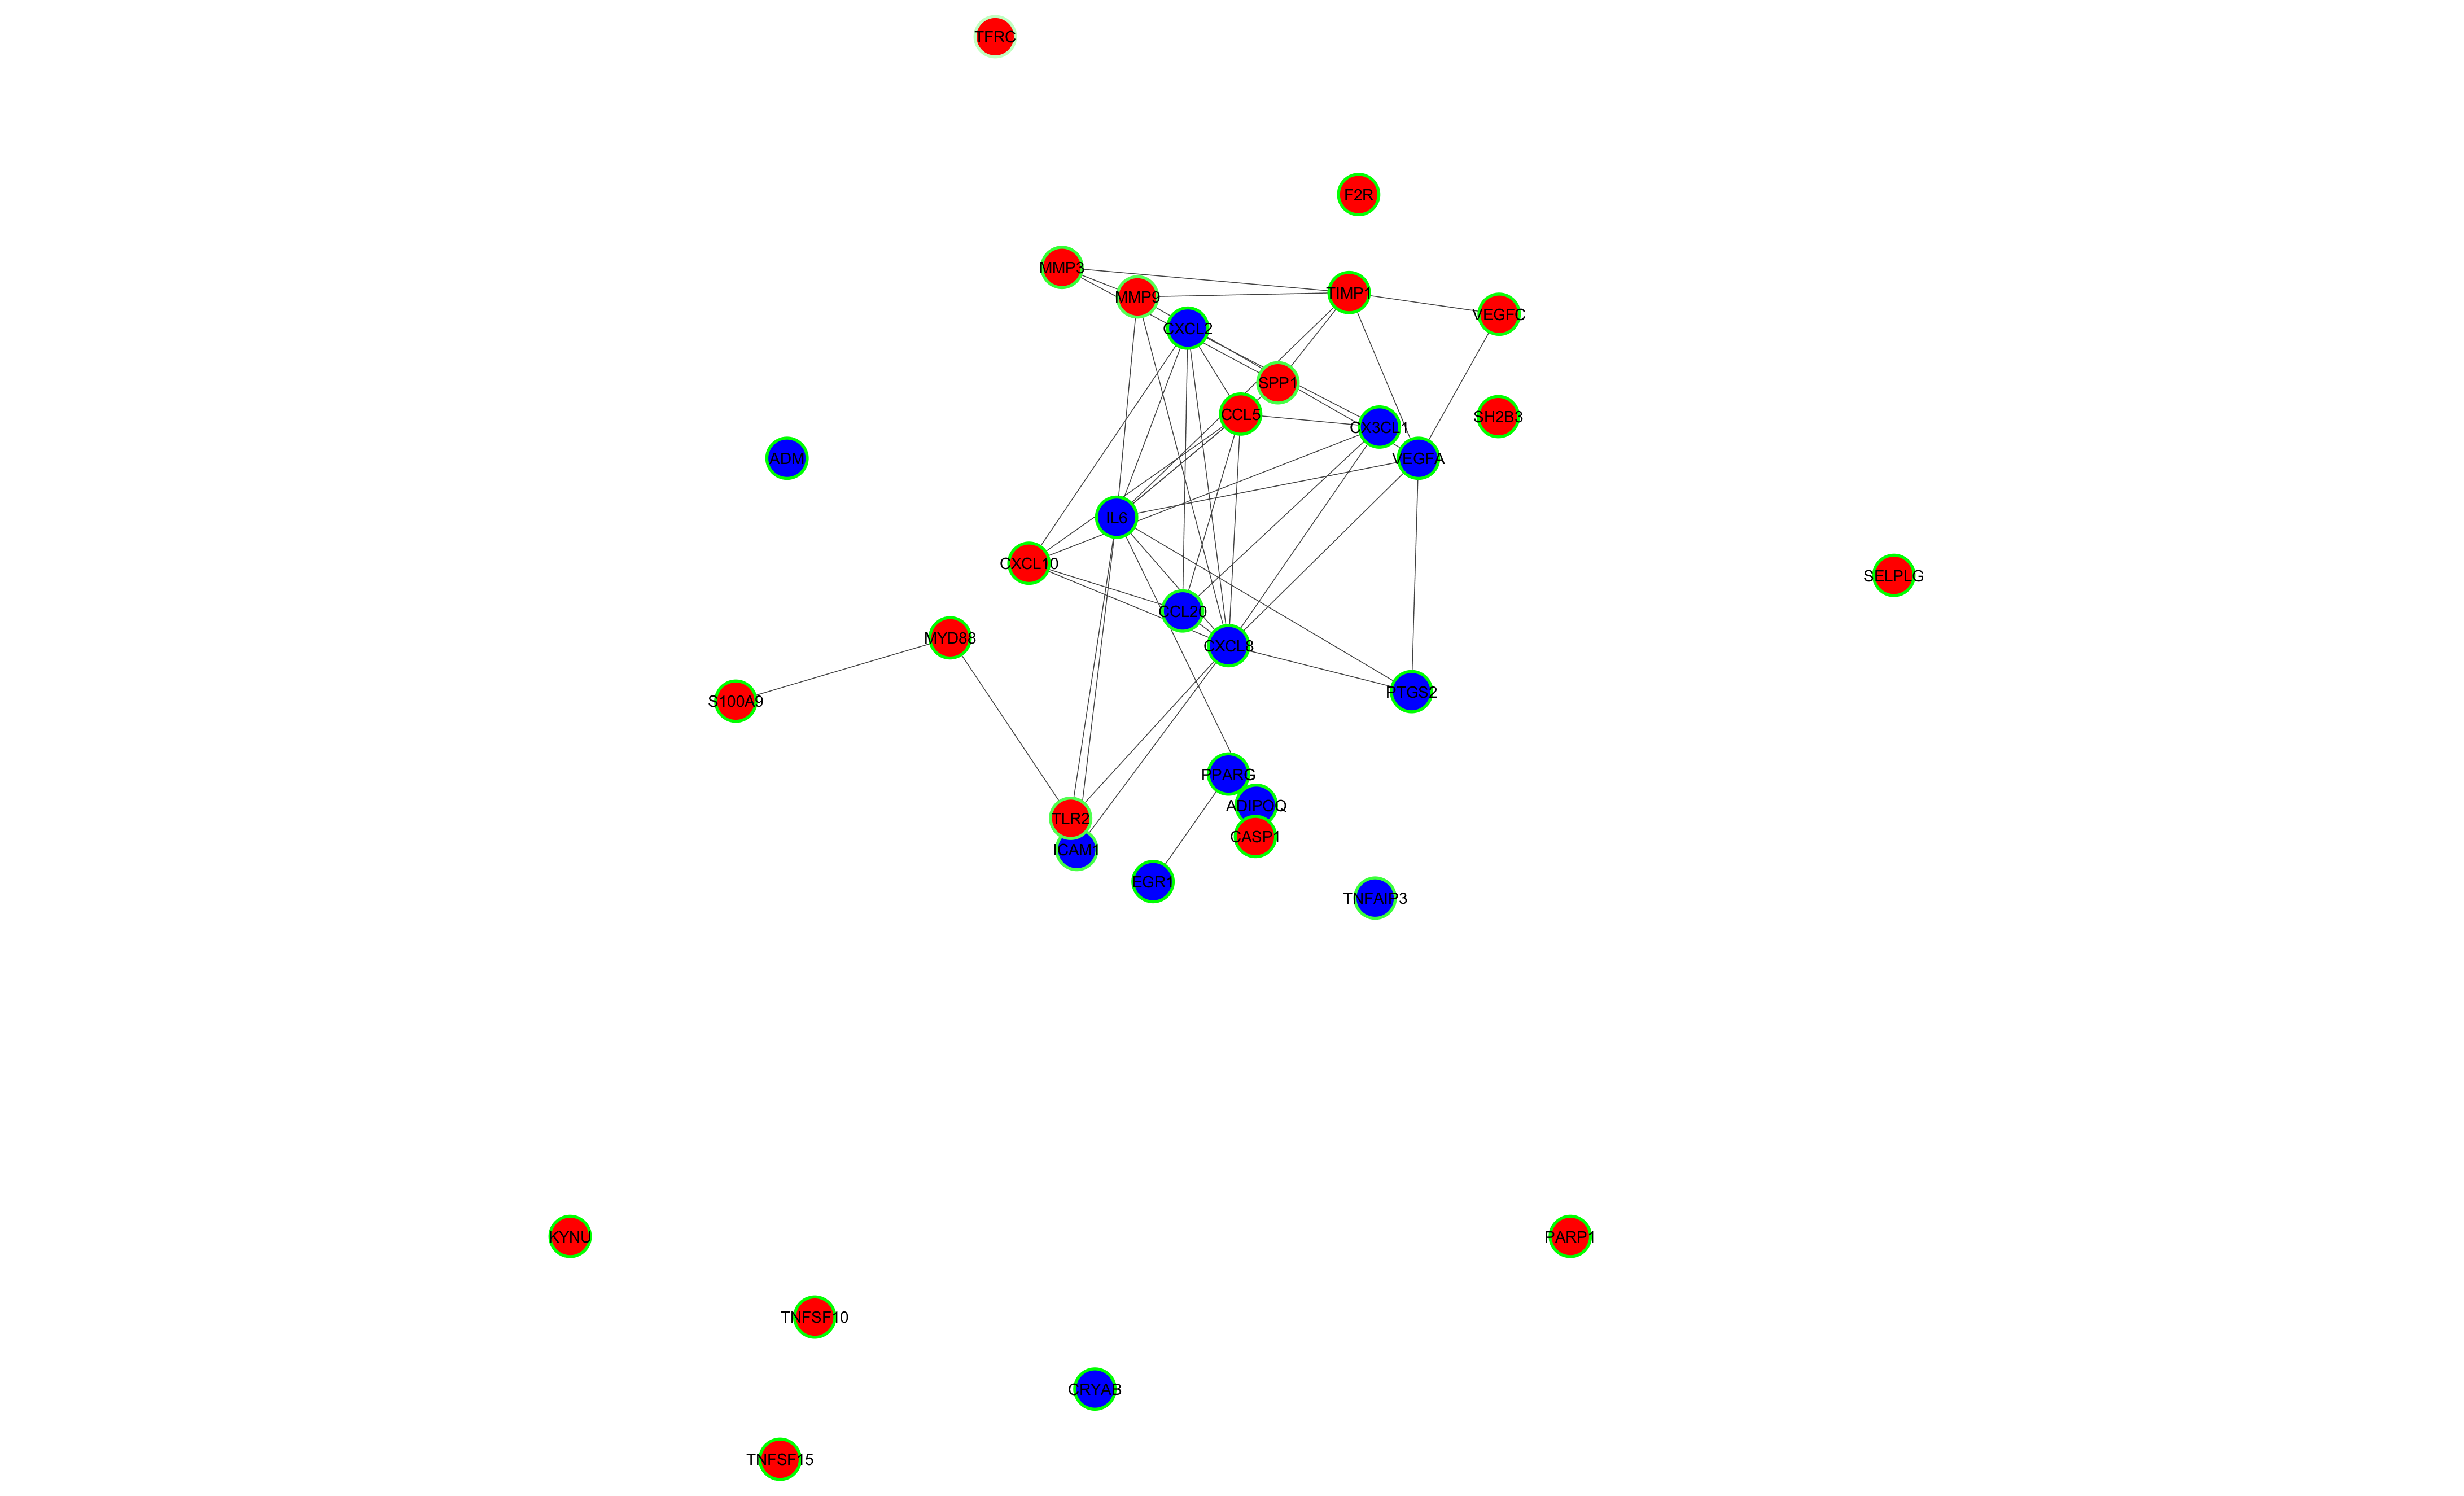 TFRC
F2R
MMP3
MMP9
TIMP1
VEGFC
CXCL2
SPP1
CCL5
SH2B3
CX3CL1
VEGFA
ADM
IL6
CXCL10
SELPLG
CCL20
MYD88
CXCL8
PTGS2
S100A9
PPARG
ADIPOQ
TLR2
CASP1
ICAM1
EGR1
TNFAIP3
KYNU
PARP1
TNFSF10
CRYAB
TNFSF15